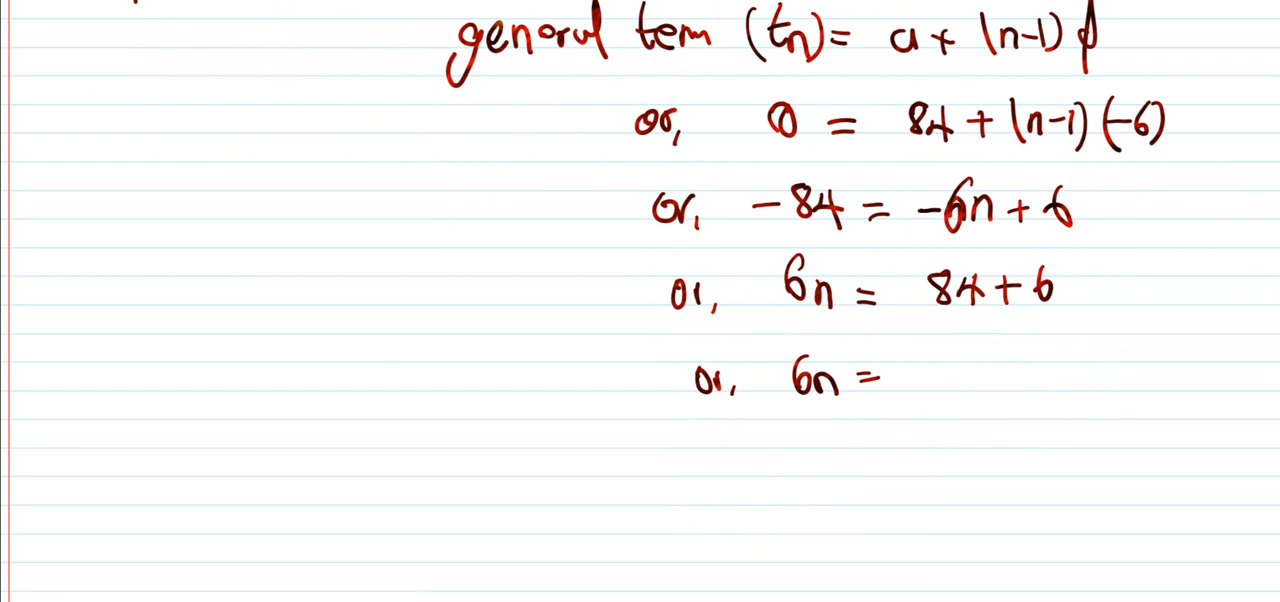 general term (tn) = a + (n-1) d
or, 0 = 84 + (n-1) (-6)
or, -84 = -6n + 6
or, 6n = 84 + 6
or, 6n =